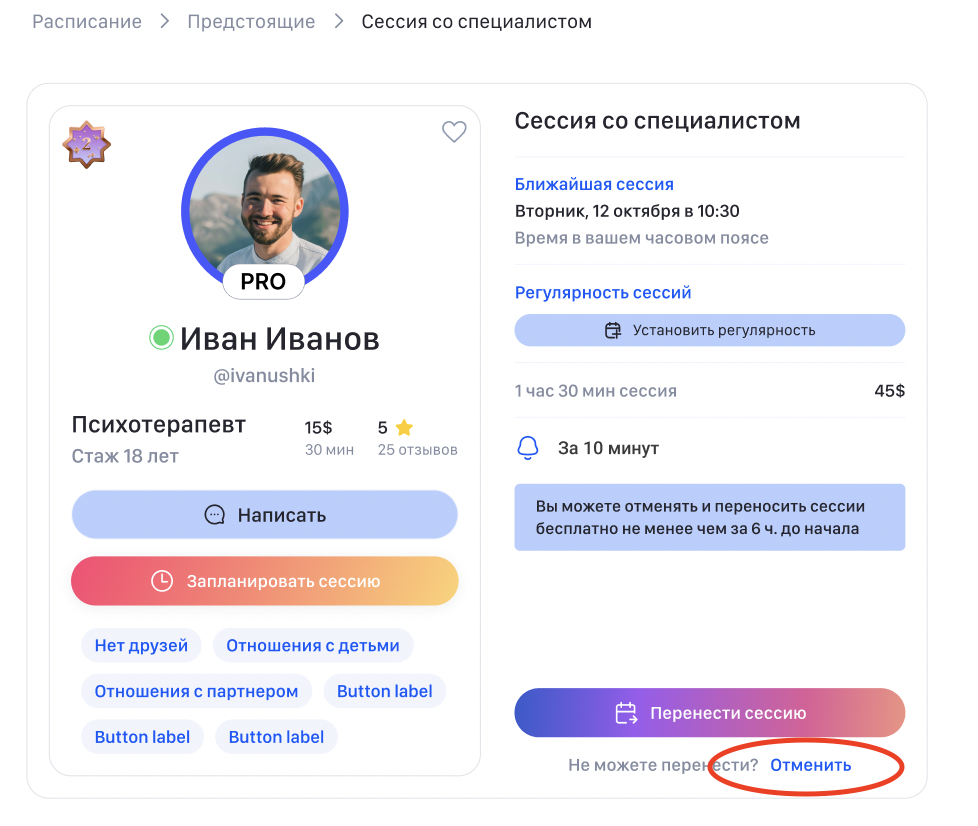 Расписание > Предстоящие > Сессия со специалистом
2
PRO
Иван Иванов
@ivanushki
Психотерапевт
Стаж 18 лет
15$
30 мин
5
25 отзывов
Написать
Запланировать сессию
Нет друзей
Отношения с детьми
Отношения с партнером
Button label
Button label
Button label
Сессия со специалистом
Ближайшая сессия
Вторник, 12 октября в 10:30
Время в вашем часовом поясе
Регулярность сессий
Установить регулярность
1 час 30 мин сессия 45$
За 10 минут
Вы можете отменять и переносить сессии
бесплатно не менее чем за 6 ч. до начала
Перенести сессию
Не можете перенести? Отменить